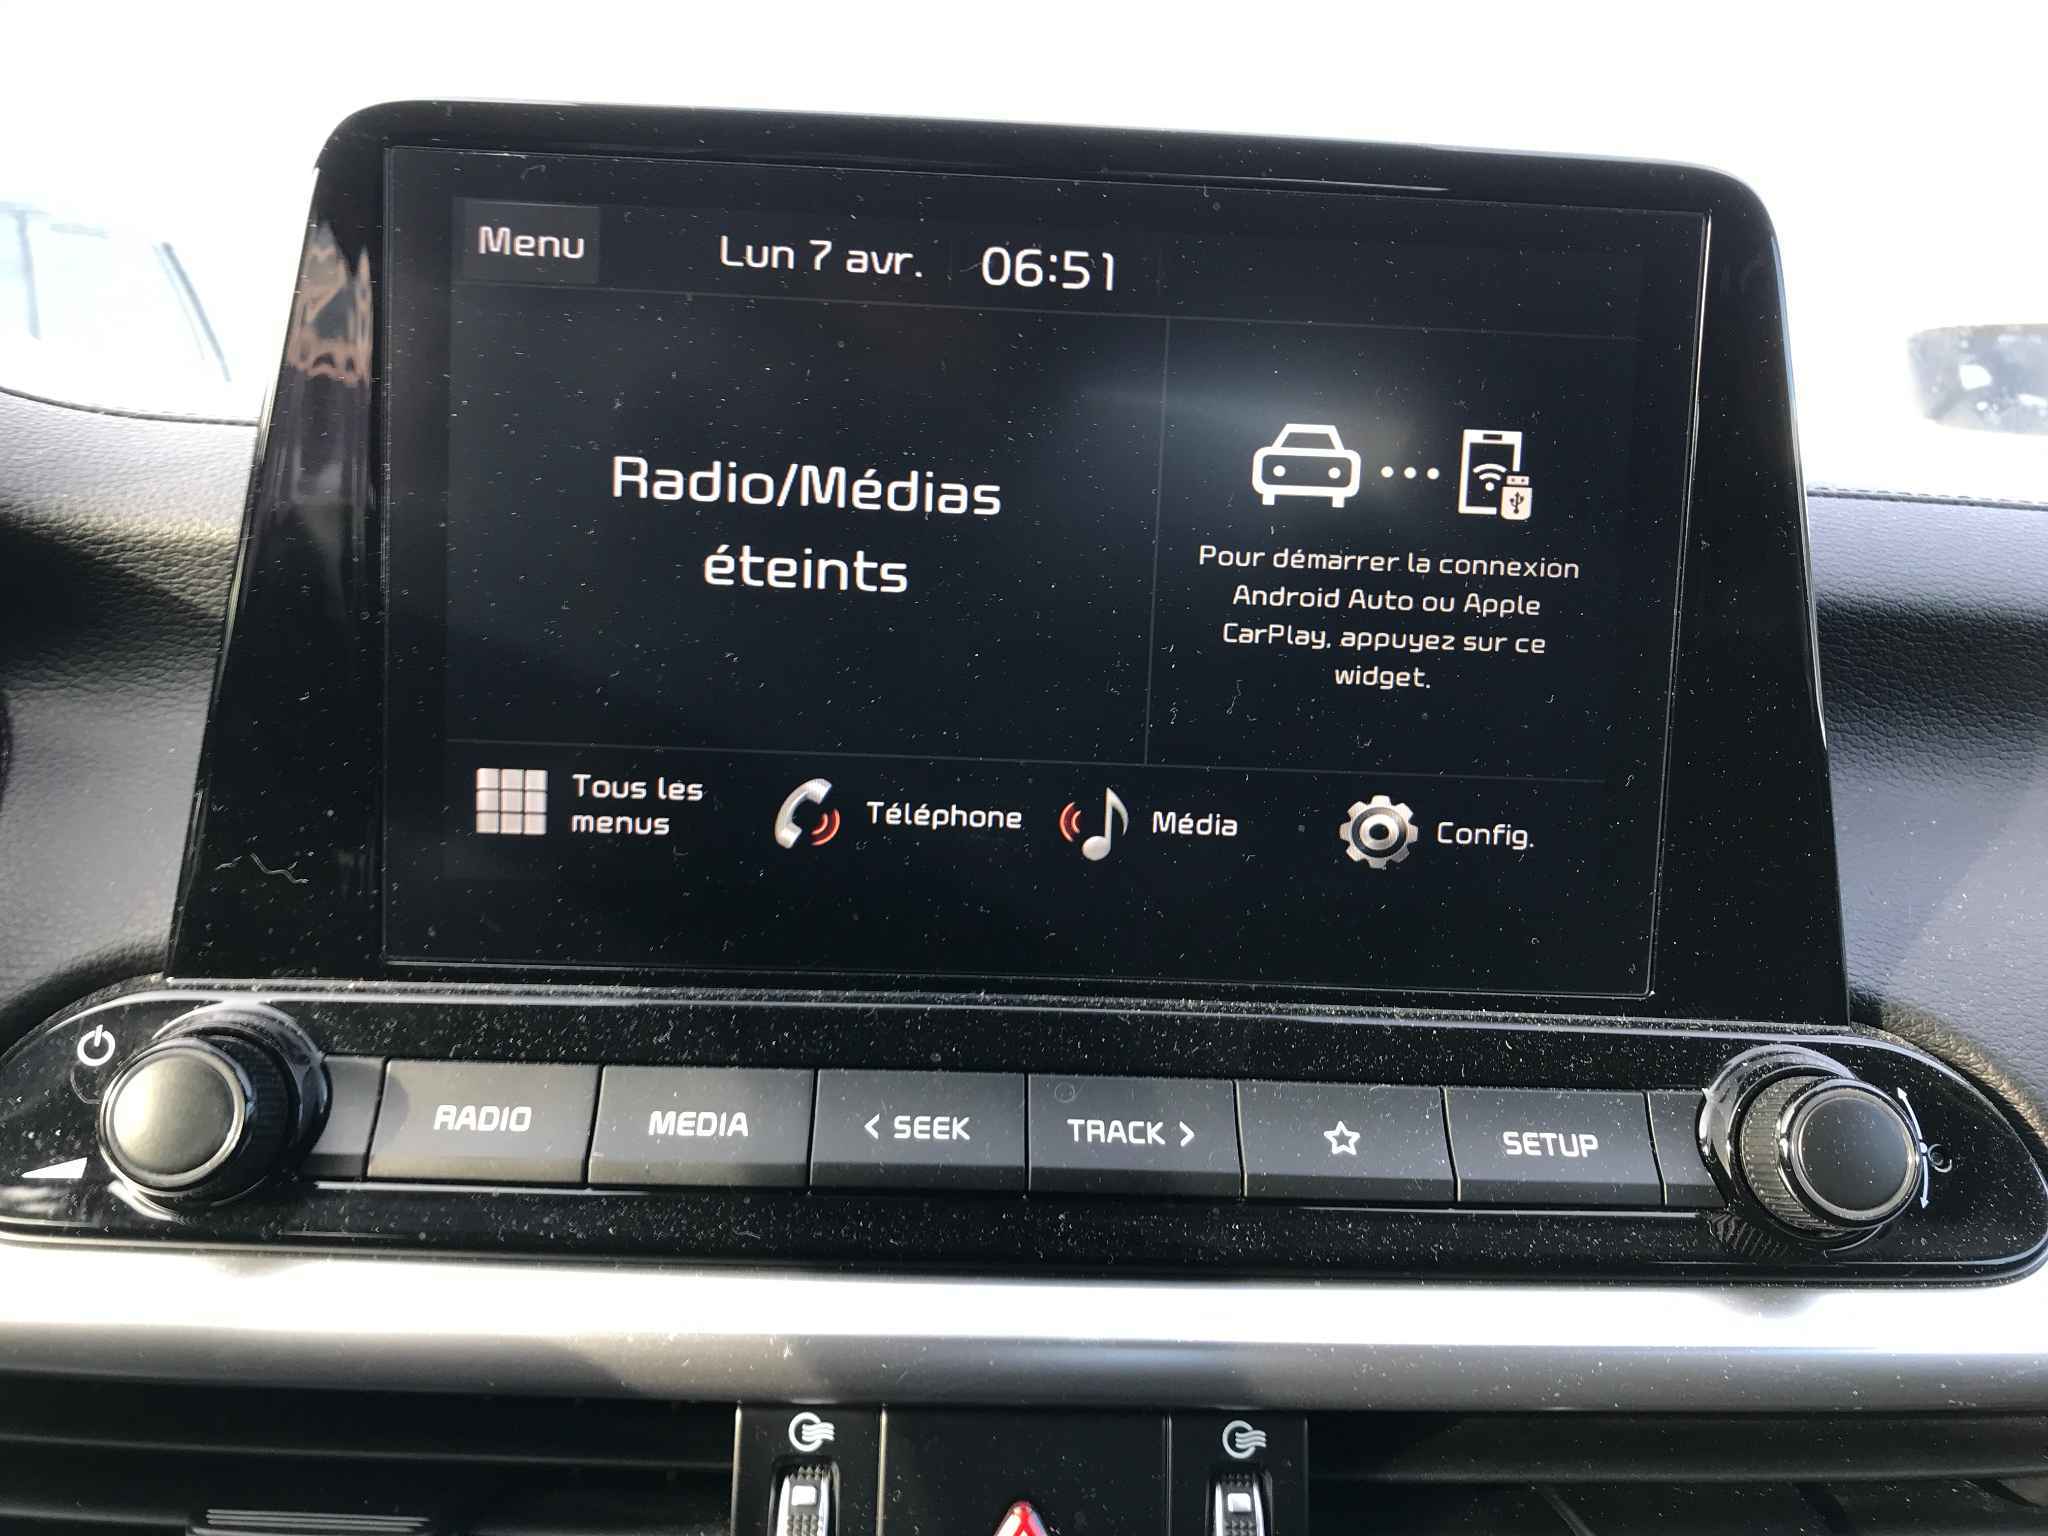 Menu Lun 7 avr. 06:51
Radio/Médias
éteints
Pour démarrer la connexion
Android Auto ou Apple
CarPlay, appuyez sur ce
widget.
Tous les
menus
Téléphone
Média
Config.
RADIO MEDIA < SEEK TRACK > SETUP